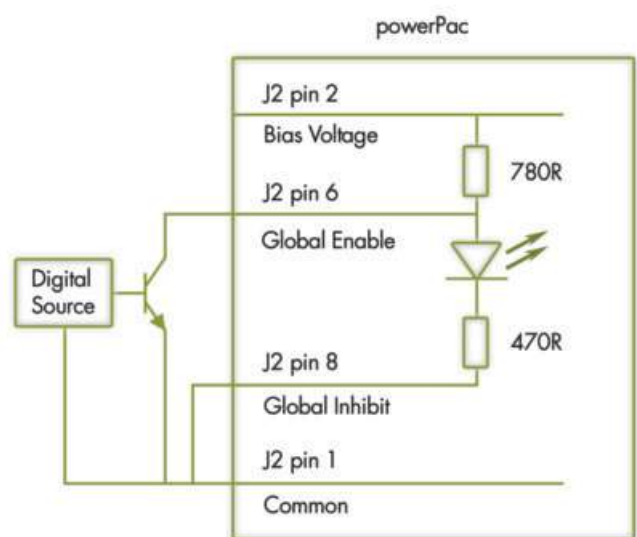 powerPac
J2 pin 2
Bias Voltage
780R
J2 pin 6
Global Enable
Digital
Source
470R
J2 pin 8
Global Inhibit
J2 pin 1
Common